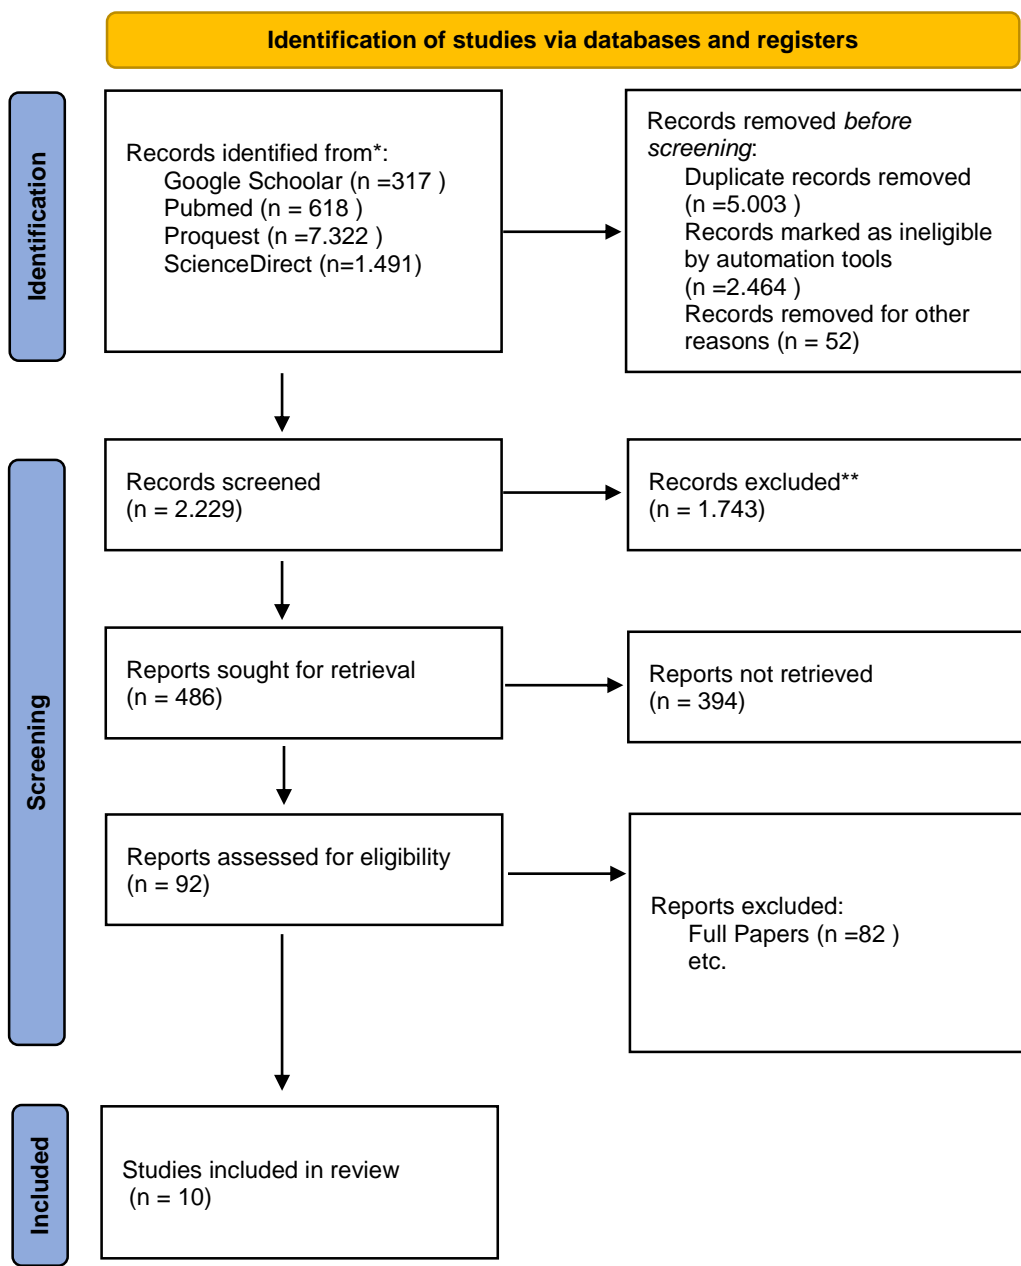 Identification of studies via databases and registers
Identification
Records identified from*:
Google Schoolar (n =317 )
Pubmed (n = 618 )
Proquest (n =7.322 )
ScienceDirect (n=1.491)
Records removed before
screening:
Duplicate records removed
(n =5.003 )
Records marked as ineligible
by automation tools
(n =2.464 )
Records removed for other
reasons (n = 52)
Screening
Records screened
(n = 2.229)
Records excluded**
(n = 1.743)
Reports sought for retrieval
(n = 486)
Reports not retrieved
(n = 394)
Reports assessed for eligibility
(n = 92)
Reports excluded:
Full Papers (n =82 )
etc.
Included
Studies included in review
(n = 10)